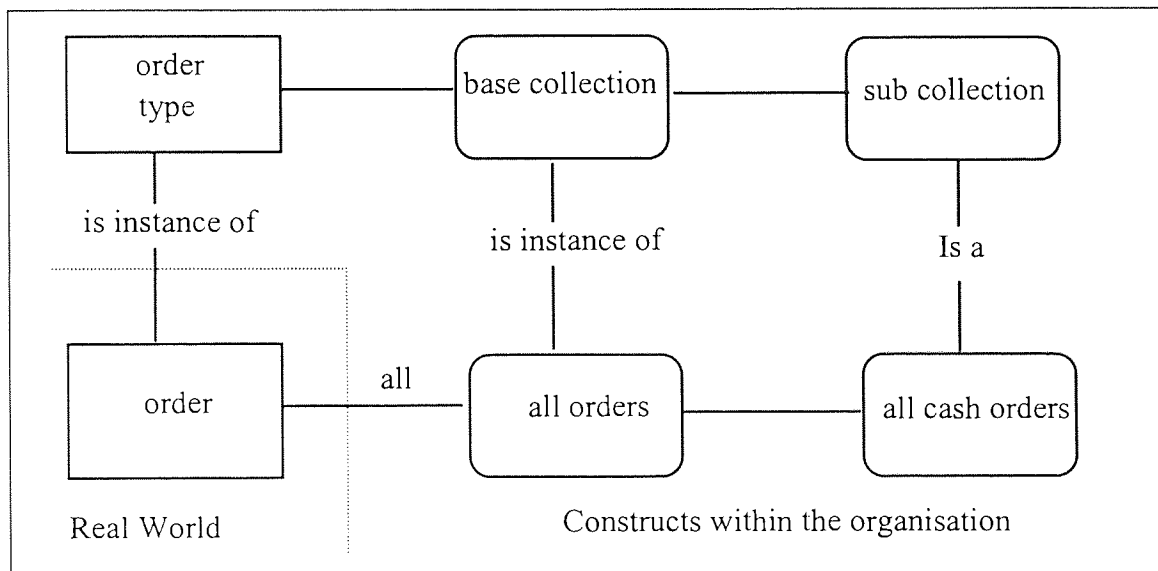 order
type
base collection
sub collection
is instance of
is instance of
Is a
order
all
all orders
all cash orders
Real World
Constructs within the organisation